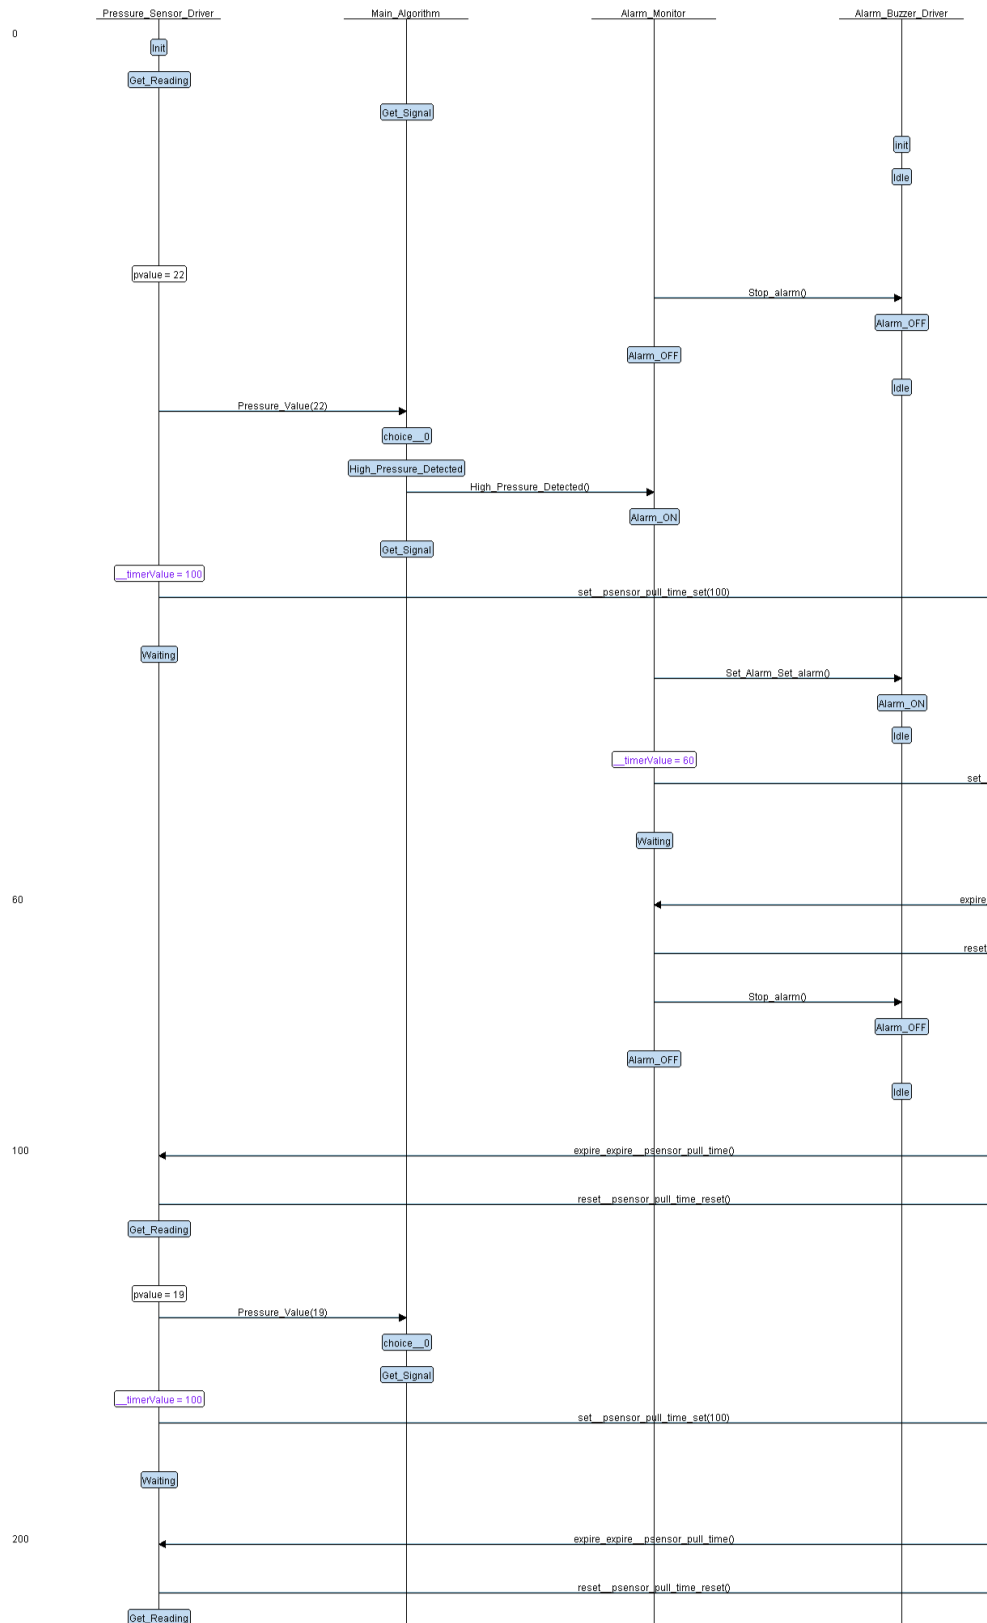 Pressure_Sensor_Driver Main_Algorithm Alarm_Monitor Alarm_Buzzer_Driver
0
Init
Get_Reading
Get_Signal
init
Idle
pvalue = 22
Stop_alarm()
Alarm_OFF
Alarm_OFF
Idle
Pressure_Value(22)
choice__0
High_Pressure_Detected
High_Pressure_Detected()
Alarm_ON
Get_Signal
__timerValue = 100
set__psensor_pull_time_set(100)
Waiting
Set_Alarm_Set_alarm()
Alarm_ON
Idle
__timerValue = 60
set_
Waiting
60
expire
reset
Stop_alarm()
Alarm_OFF
Alarm_OFF
Idle
100
expire_expire__psensor_pull_time()
reset__psensor_pull_time_reset()
Get_Reading
pvalue = 19
Pressure_Value(19)
choice__0
Get_Signal
__timerValue = 100
set__psensor_pull_time_set(100)
Waiting
200
expire_expire__psensor_pull_time()
reset__psensor_pull_time_reset()
Get_Reading